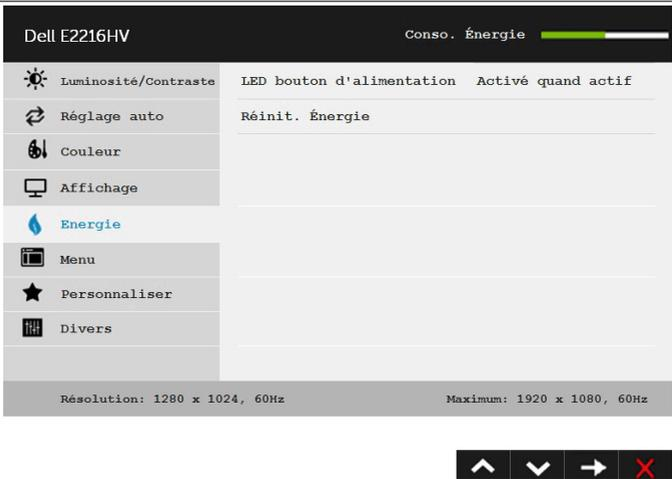 Dell E2216HV
Conso. Énergie
Luminosité/Contraste
LED bouton d'alimentation Activé quand actif
Réglage auto
Réinit. Énergie
Couleur
Affichage
Energie
Menu
Personnaliser
Divers
Résolution: 1280 x 1024, 60Hz
Maximum: 1920 x 1080, 60Hz